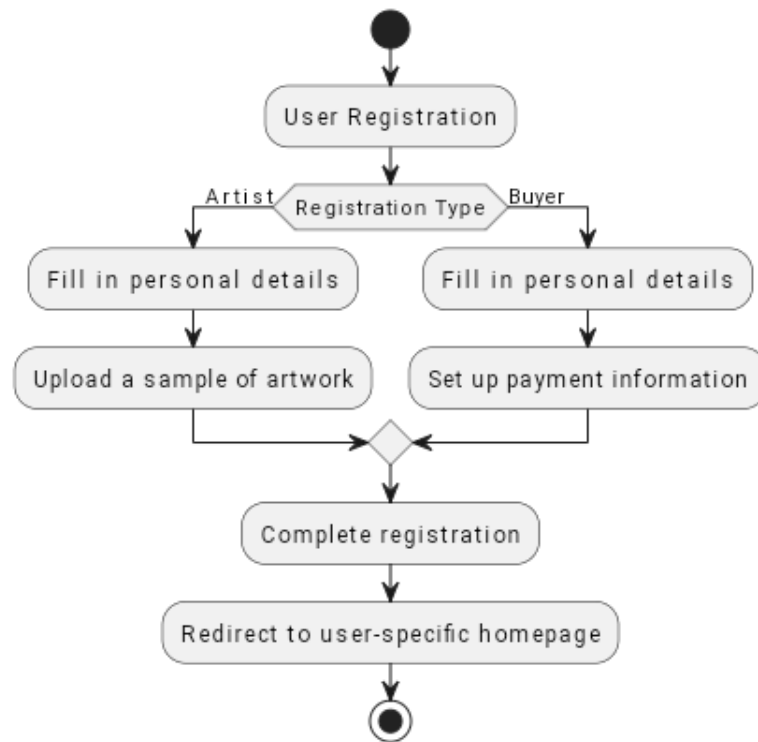 User Registration
Artist
Registration Type
Buyer
Fill in personal details
Fill in personal details
Upload a sample of artwork
Set up payment information
Complete registration
Redirect to user-specific homepage